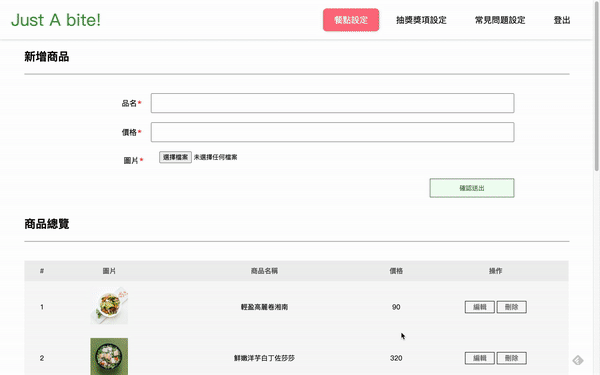 Just A bite! 餐點設定 抽獎獎項設定 常見問題設定 登出
新增商品
品名*
價格*
圖片* 選擇檔案 未選擇任何檔案
確認送出
商品總覽
# 圖片 商品名稱 價格 操作
1 輕盈高麗卷湘南 90 編輯 刪除
2 鮮嫩洋芋白丁佐莎莎 320 編輯 刪除